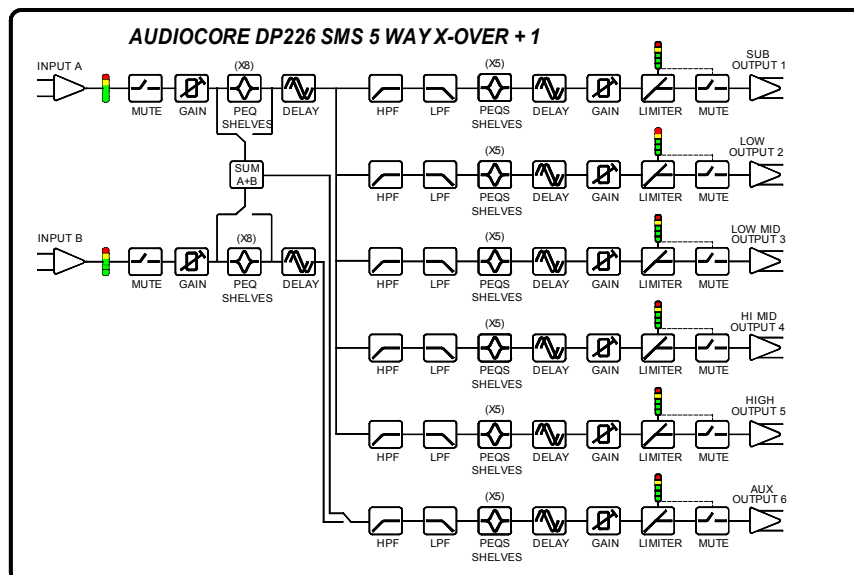 AUDIOCORE DP226 SMS 5 WAY X-OVER + 1
INPUT A
(X8)
MUTE GAIN PEQ SHELVES DELAY
SUM A+B
INPUT B
(X8)
MUTE GAIN PEQ SHELVES DELAY
(X5)
SUB OUTPUT 1
HPF LPF PEQS SHELVES DELAY GAIN LIMITER MUTE
(X5)
LOW OUTPUT 2
HPF LPF PEQS SHELVES DELAY GAIN LIMITER MUTE
(X5)
LOW MID OUTPUT 3
HPF LPF PEQS SHELVES DELAY GAIN LIMITER MUTE
(X5)
HI MID OUTPUT 4
HPF LPF PEQS SHELVES DELAY GAIN LIMITER MUTE
(X5)
HIGH OUTPUT 5
HPF LPF PEQS SHELVES DELAY GAIN LIMITER MUTE
(X5)
AUX OUTPUT 6
HPF LPF PEQS SHELVES DELAY GAIN LIMITER MUTE